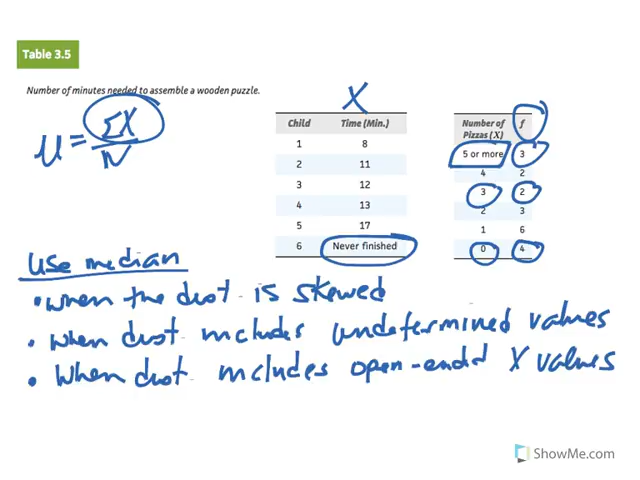 Table 3.5
Number of minutes needed to assemble a wooden puzzle.
μ = ΣX / N
X
Child Time (Min.)
1 8
2 11
3 12
4 13
5 17
6 Never finished
Number of Pizzas (X) f
5 or more 3
4 2
3 2
2 3
1 6
0 4
Use median
• when the dist. is skewed
• when dist. includes undetermined values
• when dist. includes open-ended X values
ShowMe.com